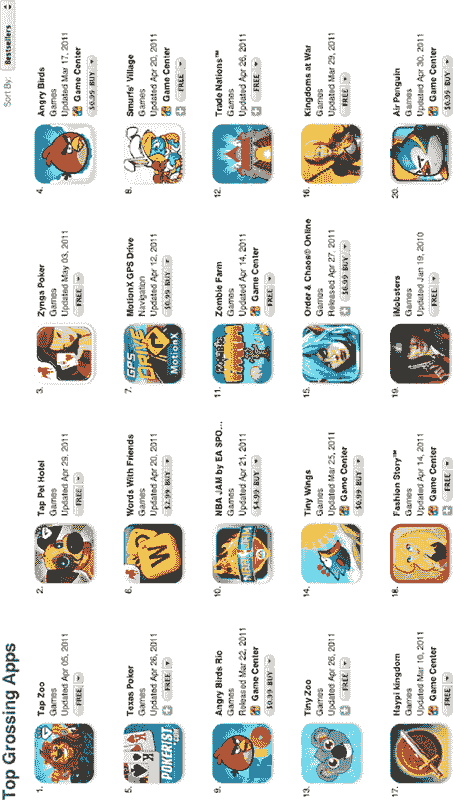 Top Grossing Apps
Sort By: Bestsellers
1.
Tap Zoo
Games
Updated Apr 05, 2011
FREE
2.
Tap Pet Hotel
Games
Updated Apr 29, 2011
FREE
3.
Zynga Poker
Games
Updated May 03, 2011
FREE
4.
Angry Birds
Games
Updated Mar 17, 2011
Game Center
$0.99 BUY
5.
Texas Poker
Games
Updated Apr 26, 2011
FREE
POKERIST.COM
6.
Words With Friends
Games
Updated Apr 20, 2011
$2.99 BUY
W
7.
MotionX GPS Drive
Navigation
Updated Apr 12, 2011
$0.99 BUY
GPS
DRIVE
MotionX
8.
Smurfs' Village
Games
Updated Apr 20, 2011
Game Center
FREE
9.
Angry Birds Rio
Games
Released Mar 22, 2011
Game Center
$0.99 BUY
10.
NBA JAM by EA SPO...
Games
Updated Apr 21, 2011
$4.99 BUY
11.
Zombie Farm
Games
Updated Apr 14, 2011
Game Center
FREE
12.
Trade Nations™
Games
Updated Apr 26, 2011
FREE
13.
Tiny Zoo
Games
Updated Apr 26, 2011
FREE
14.
Tiny Wings
Games
Updated Mar 25, 2011
Game Center
$0.99 BUY
15.
Order & Chaos® Online
Games
Released Apr 27, 2011
$6.99 BUY
16.
Kingdoms at War
Games
Updated Mar 29, 2011
FREE
17.
Haypi kingdom
Games
Updated Mar 10, 2011
Game Center
FREE
18.
Fashion Story™
Games
Updated Apr 14, 2011
Game Center
FREE
19.
iMobsters
Games
Updated Jan 19, 2010
FREE
20.
Air Penguin
Games
Updated Apr 30, 2011
Game Center
$0.99 BUY